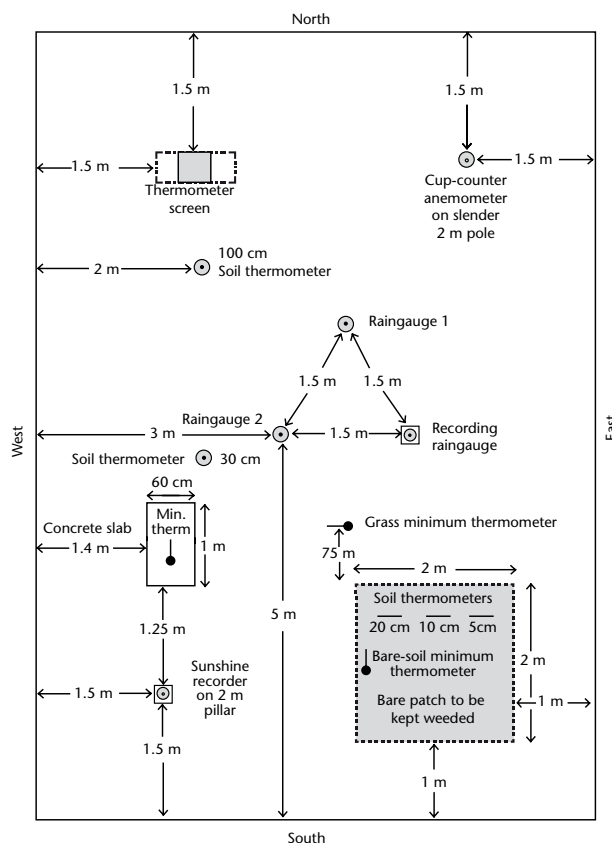 North
1.5 m
1.5 m
1.5 m
1.5 m
Thermometer
screen
Cup-counter
anemometer
on slender
2 m pole
100 cm
Soil thermometer
2 m
Raingauge 1
1.5 m
1.5 m
Raingauge 2
West
3 m
1.5 m
Recording
raingauge
East
Soil thermometer
30 cm
60 cm
Concrete slab
Min.
therm
1 m
1.4 m
Grass minimum thermometer
75 m
2 m
Soil thermometers
20 cm
10 cm
5cm
5 m
1.25 m
Bare-soil minimum
thermometer
2 m
Sunshine
recorder
on 2 m
pillar
1.5 m
Bare patch to be
kept weeded
1 m
1.5 m
1 m
South